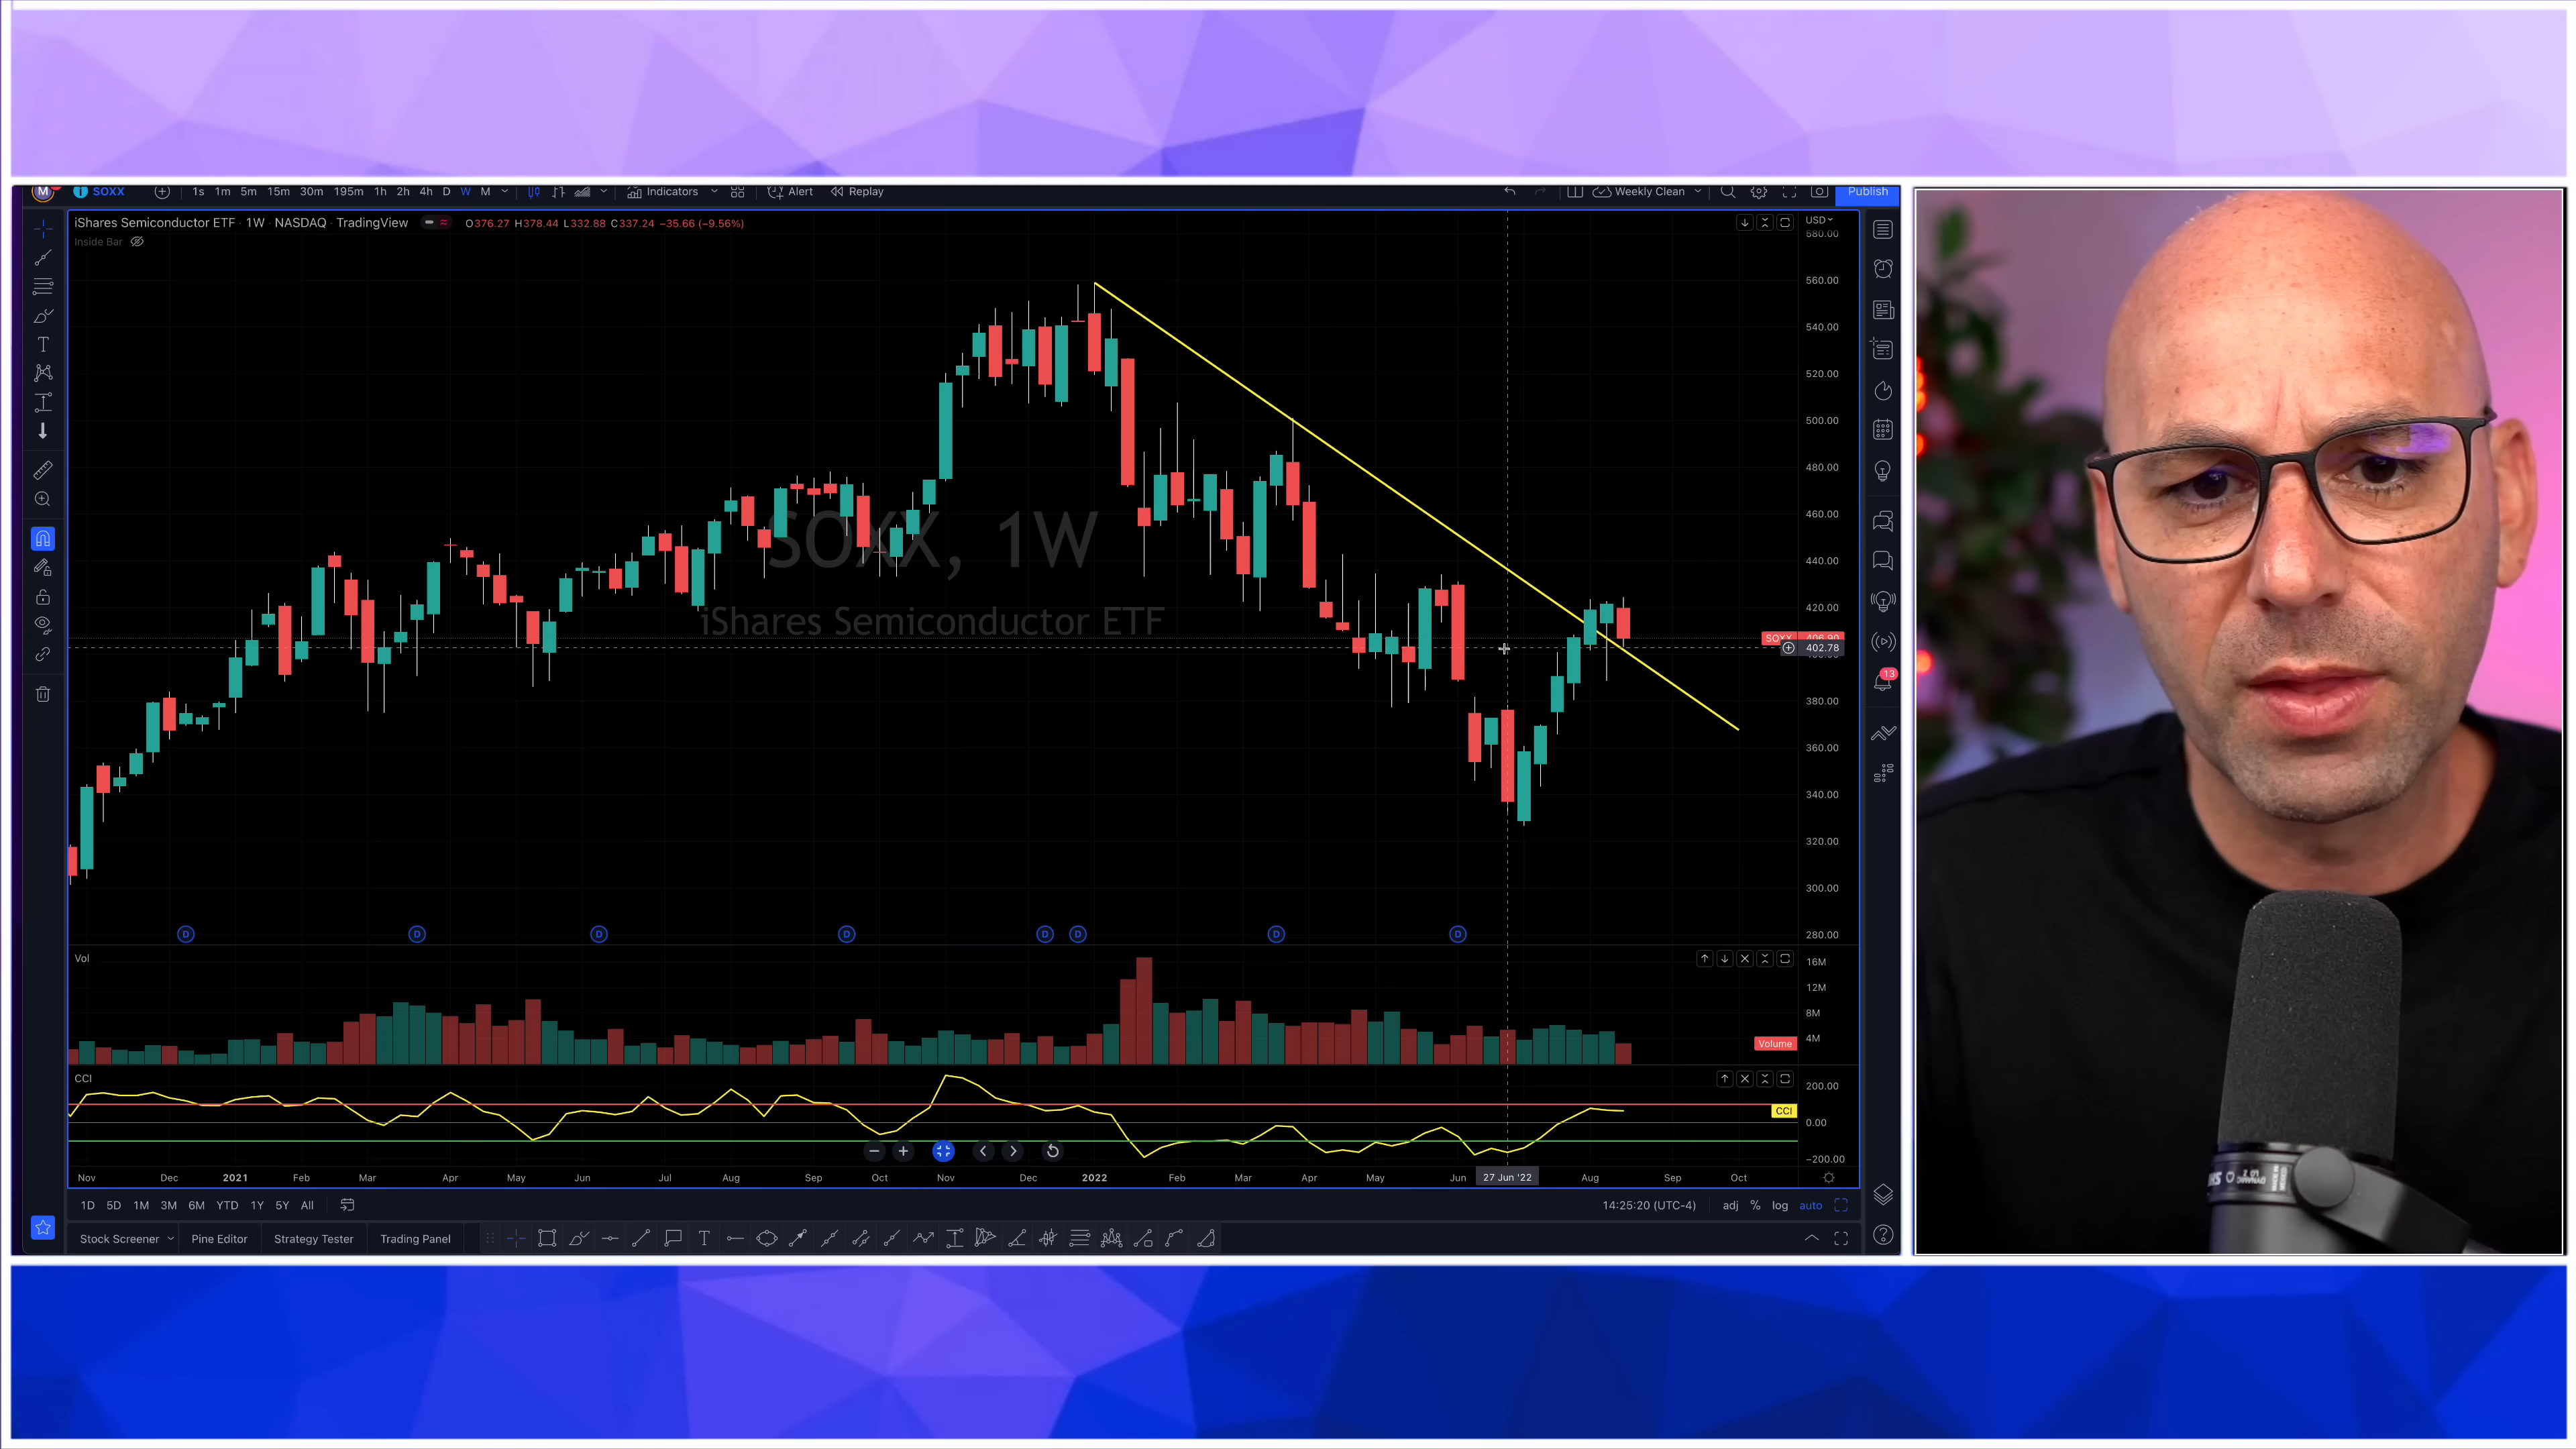 M SOXX 1s 1m 5m 15m 30m 195m 1h 2h 4h D W M Indicators Alert Replay Weekly Clean Publish
iShares Semiconductor ETF · 1W · NASDAQ · TradingView O376.27 H378.44 L332.88 C337.24 −35.66 (−9.56%)
USD
Inside Bar
580.00
560.00
540.00
520.00
500.00
480.00
460.00
440.00
420.00
SOXX 406.90
402.78
380.00
360.00
340.00
320.00
300.00
280.00
SOXX, 1W
iShares Semiconductor ETF
13
D D D D D D D D
Vol
16M
12M
8M
4M
Volume
CCI
200.00
CCI
0.00
−200.00
Nov Dec 2021 Feb Mar Apr May Jun Jul Aug Sep Oct Nov Dec 2022 Feb Mar Apr May Jun 27 Jun '22 Aug Sep Oct
1D 5D 1M 3M 6M YTD 1Y 5Y All 14:25:20 (UTC-4) adj % log auto
Stock Screener Pine Editor Strategy Tester Trading Panel